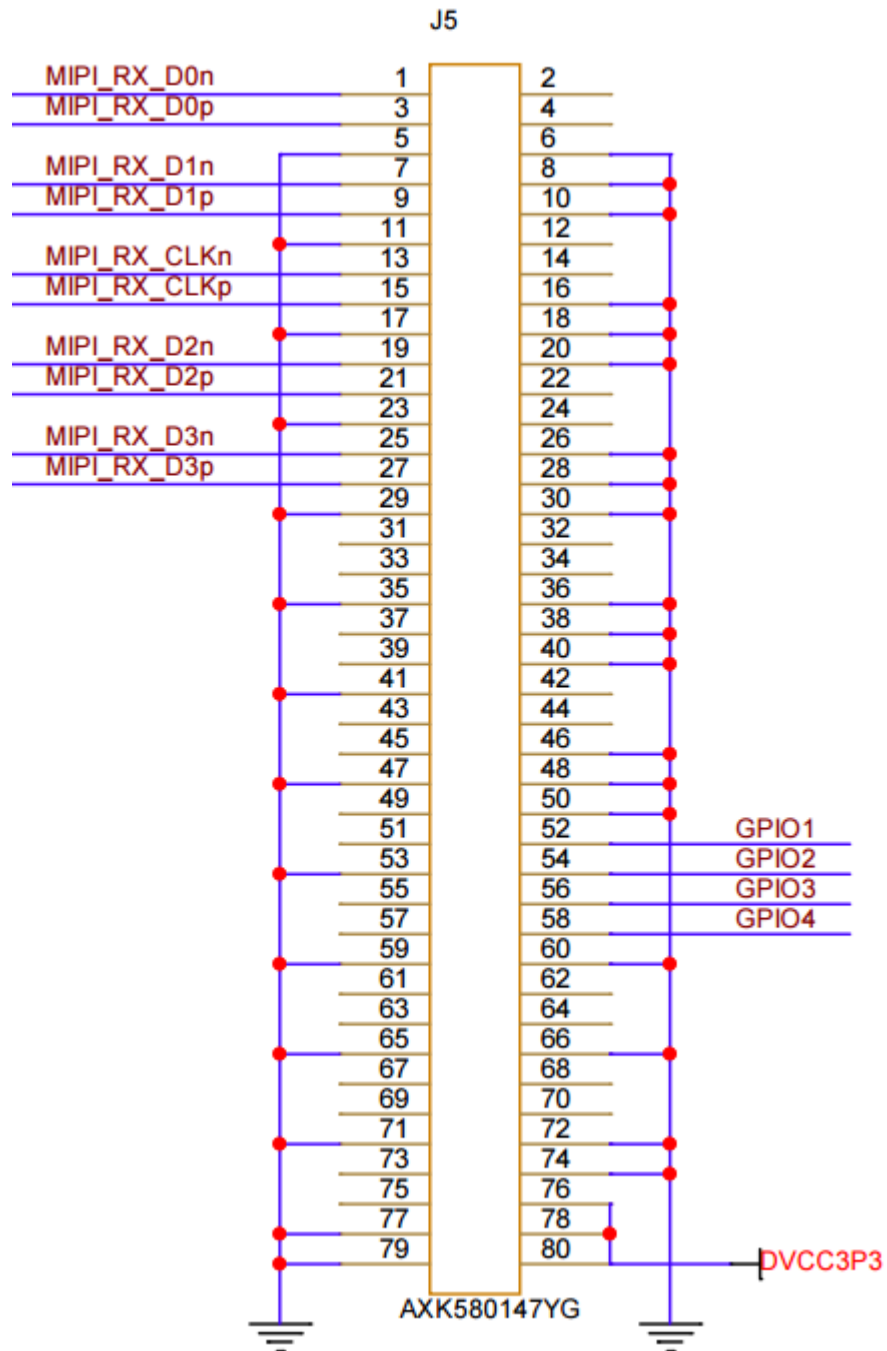 J5
MIPI_RX_D0n 1 2
MIPI_RX_D0p 3 4
5 6
MIPI_RX_D1n 7 8
MIPI_RX_D1p 9 10
11 12
MIPI_RX_CLKn 13 14
MIPI_RX_CLKp 15 16
17 18
MIPI_RX_D2n 19 20
MIPI_RX_D2p 21 22
23 24
MIPI_RX_D3n 25 26
MIPI_RX_D3p 27 28
29 30
31 32
33 34
35 36
37 38
39 40
41 42
43 44
45 46
47 48
49 50
51 52 GPIO1
53 54 GPIO2
55 56 GPIO3
57 58 GPIO4
59 60
61 62
63 64
65 66
67 68
69 70
71 72
73 74
75 76
77 78
79 80 DVCC3P3
AXK580147YG